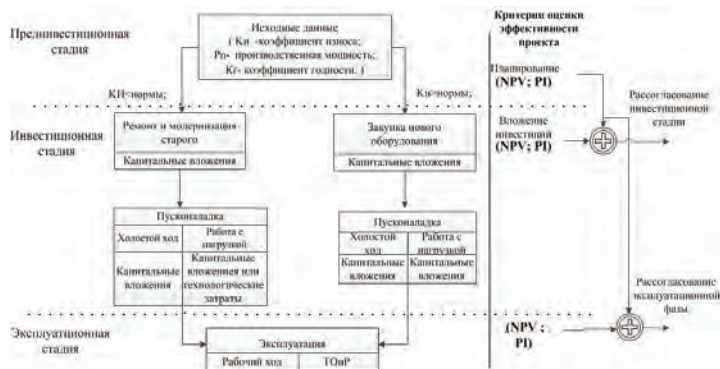 Прединвестиционная
стадия
Исходные данные
( Ки -коэффициент износа;
Рп- производственная мощность;
Кг- коэффициент годности. )
Критерии оценки
эффективности
проекта
КИ<нормы;
Ки>нормы;
Планирование
(NPV; PI)
Инвестиционная
стадия
Ремонт и модернизация
старого
Капитальные вложения
Закупка нового
оборудования
Капитальные вложения
Вложение
инвестиций
(NPV; PI)
Рассогласование
инвестиционной
стадии
Пусконаладка
Холостой ход
Работа с
нагрузкой
Капитальные
вложения
Капитальные
вложения или
технологические
затраты
Пусконаладка
Холостой
ход
Работа с
нагрузкой
Капитальные
вложения
Капитальные
вложения
Рассогласование
эксплуатационной
фазы
Эксплуатационная
стадия
Эксплуатация
Рабочий ход
ТОиР
(NPV ;
PI)